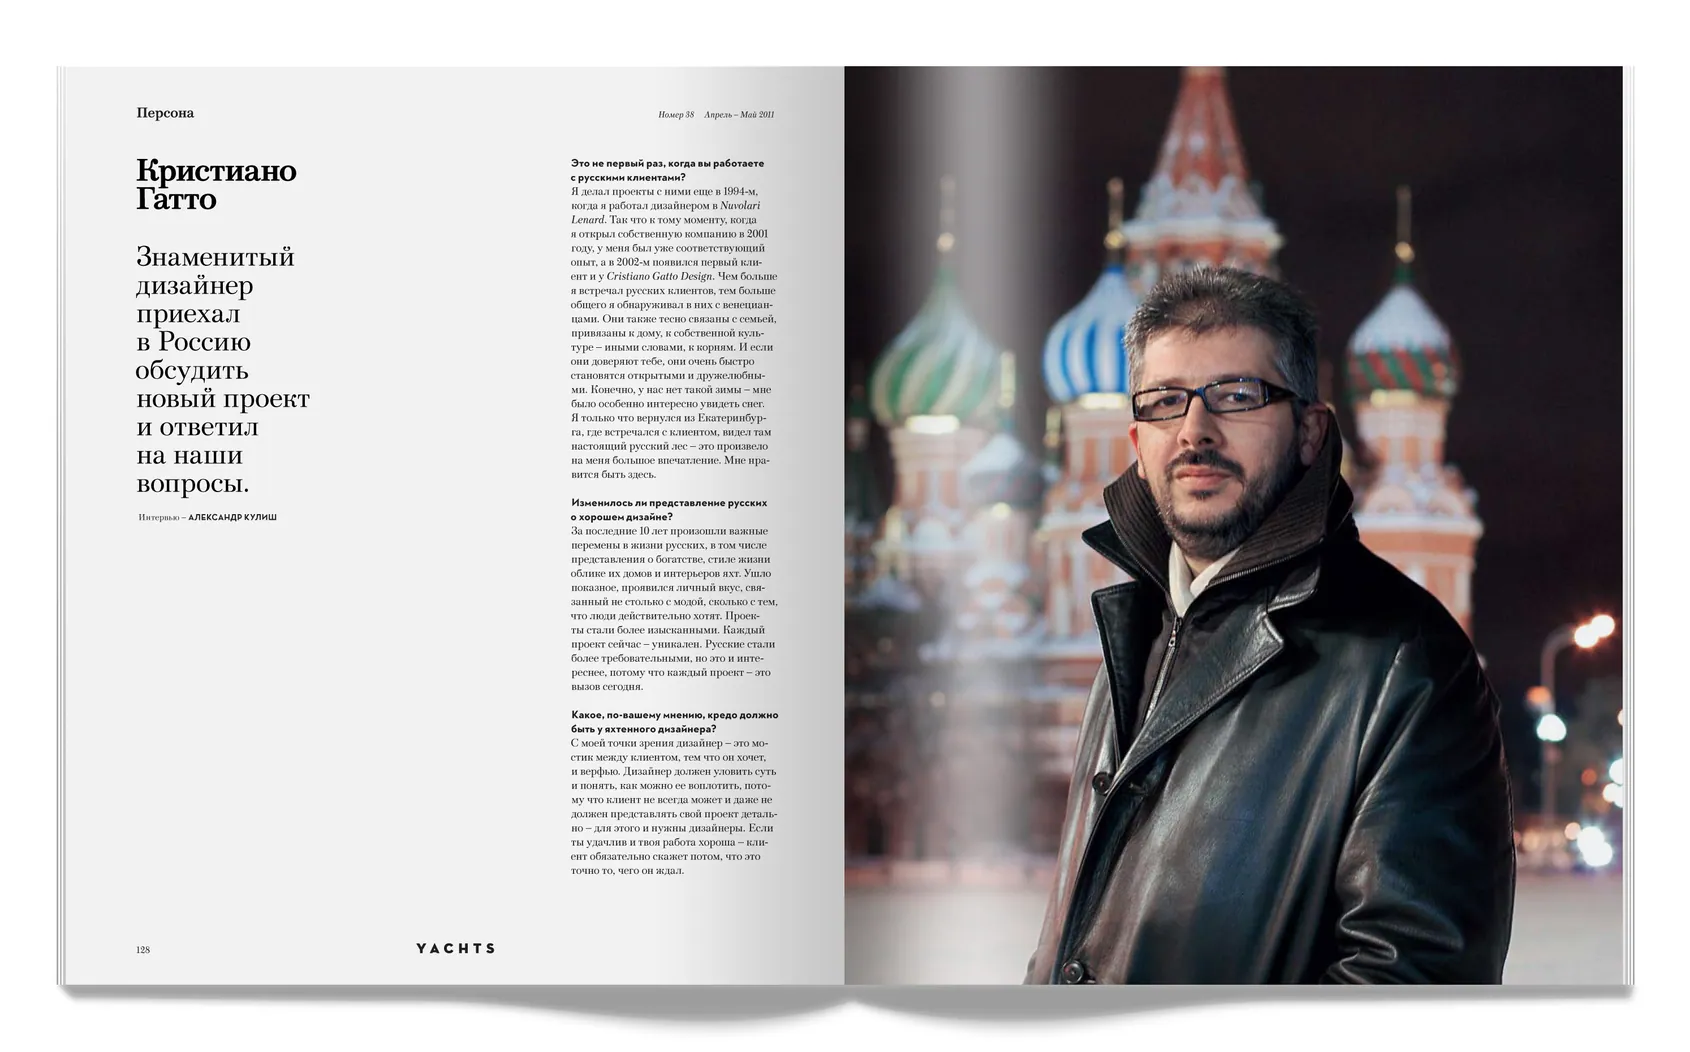 Персона
Номер 38 Апрель – Май 2011
Кристиано
Гатто
Знаменитый
дизайнер
приехал
в Россию
обсудить
новый проект
и ответил
на наши
вопросы.
Интервью – АЛЕКСАНДР КУЛИШ
Это не первый раз, когда вы работаете
с русскими клиентами?
Я делал проекты с ними еще в 1994-м,
когда я работал дизайнером в Nuvolari
Lenard. Так что к тому моменту, когда
я открыл собственную компанию в 2001
году, у меня был уже соответствующий
опыт, а в 2002-м появился первый кли-
ент и у Cristiano Gatto Design. Чем больше
я встречал русских клиентов, тем больше
общего я обнаруживал в них с венециан-
цами. Они также тесно связаны с семьей,
привязаны к дому, к собственной куль-
туре – иными словами, к корням. И если
они доверяют тебе, они очень быстро
становятся открытыми и дружелюбны-
ми. Конечно, у нас нет такой зимы – мне
было особенно интересно увидеть снег.
Я только что вернулся из Екатеринбур-
га, где встречался с клиентом, видел там
настоящий русский лес – это произвело
на меня большое впечатление. Мне нра-
вится быть здесь.
Изменилось ли представление русских
о хорошем дизайне?
За последние 10 лет произошли важные
перемены в жизни русских, в том числе
представления о богатстве, стиле жизни
облике их домов и интерьеров яхт. Ушло
показное, проявился личный вкус, свя-
занный не столько с модой, сколько с тем,
что люди действительно хотят. Проек-
ты стали более изысканными. Каждый
проект сейчас – уникален. Русские стали
более требовательными, но это и инте-
реснее, потому что каждый проект – это
вызов сегодня.
Какое, по-вашему мнению, кредо должно
быть у яхтенного дизайнера?
С моей точки зрения дизайнер – это мо-
стик между клиентом, тем что он хочет,
и верфью. Дизайнер должен уловить суть
и понять, как можно ее воплотить, пото-
му что клиент не всегда может и даже не
должен представлять свой проект деталь-
но – для этого и нужны дизайнеры. Если
ты удачлив и твоя работа хороша – кли-
ент обязательно скажет потом, что это
точно то, чего он ждал.
128
YACHTS